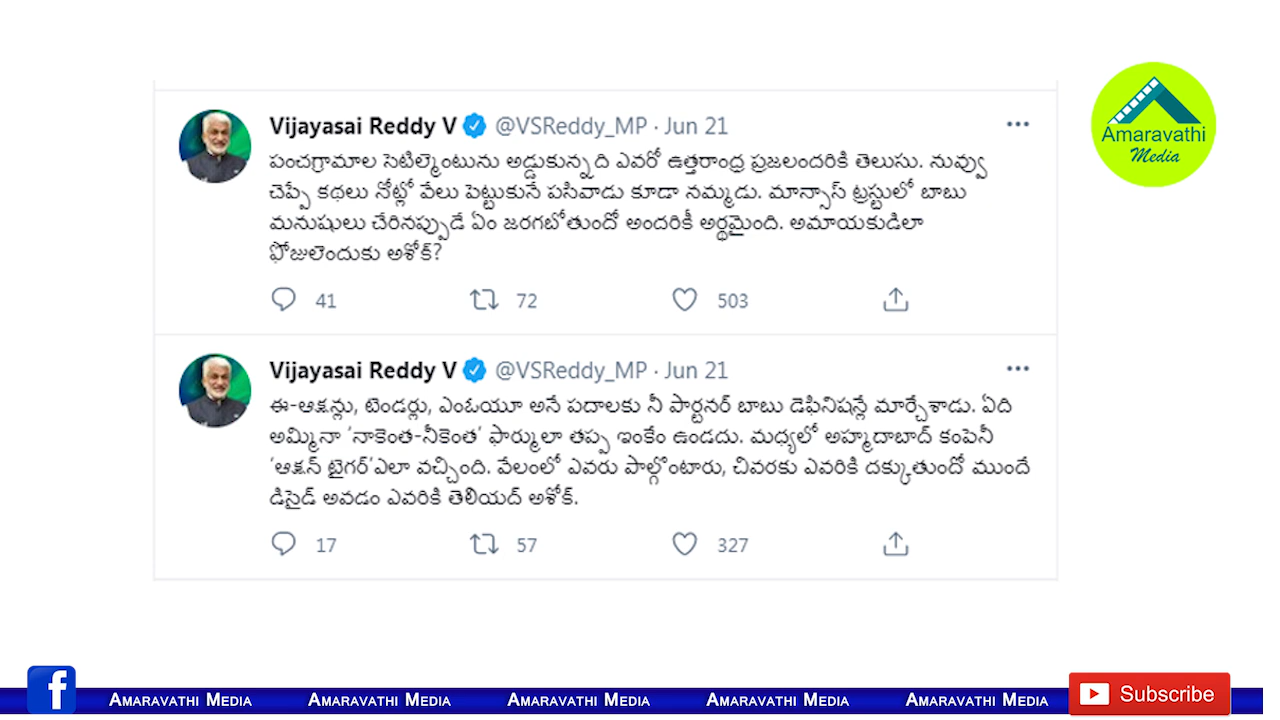 Vijayasai Reddy V @VSReddy_MP · Jun 21
పంచగ్రామాల సెటిల్మెంటును అడ్డుకున్నది ఎవరో ఉత్తరాంధ్ర ప్రజలందరికి తెలుసు. నువ్వు
చెప్పే కథలు నోట్లో వేలు పెట్టుకునే పసివాడు కూడా నమ్మడు. మాన్సాస్ ట్రస్టులో బాబు
మనుషులు చేరినప్పుడే ఏం జరగబోతుందో అందరికీ అర్థమైంది. అమాయకుడిలా
ఫోజులెందుకు అశోక్?
41 72 503
Vijayasai Reddy V @VSReddy_MP · Jun 21
ఈ-ఆక్షన్లు, టెండర్లు, ఎంఓయూ అనే పదాలకు నీ పార్టనర్ బాబు డెఫినిషన్లే మార్చేశాడు. ఏది
అమ్మినా ‘నాకెంత-నీకెంత’ ఫార్ములా తప్ప ఇంకేం ఉండదు. మధ్యలో అహ్మదాబాద్ కంపెనీ
‘ఆక్షన్ టైగర్’ఎలా వచ్చింది. వేలంలో ఎవరు పాల్గొంటారు, చివరకు ఎవరికి దక్కుతుందో ముందే
డిసైడ్ అవడం ఎవరికి తెలియద్ అశోక్.
17 57 327
Amaravathi
Media
f Amaravathi Media Amaravathi Media Amaravathi Media Amaravathi Media Amaravathi Media Subscribe